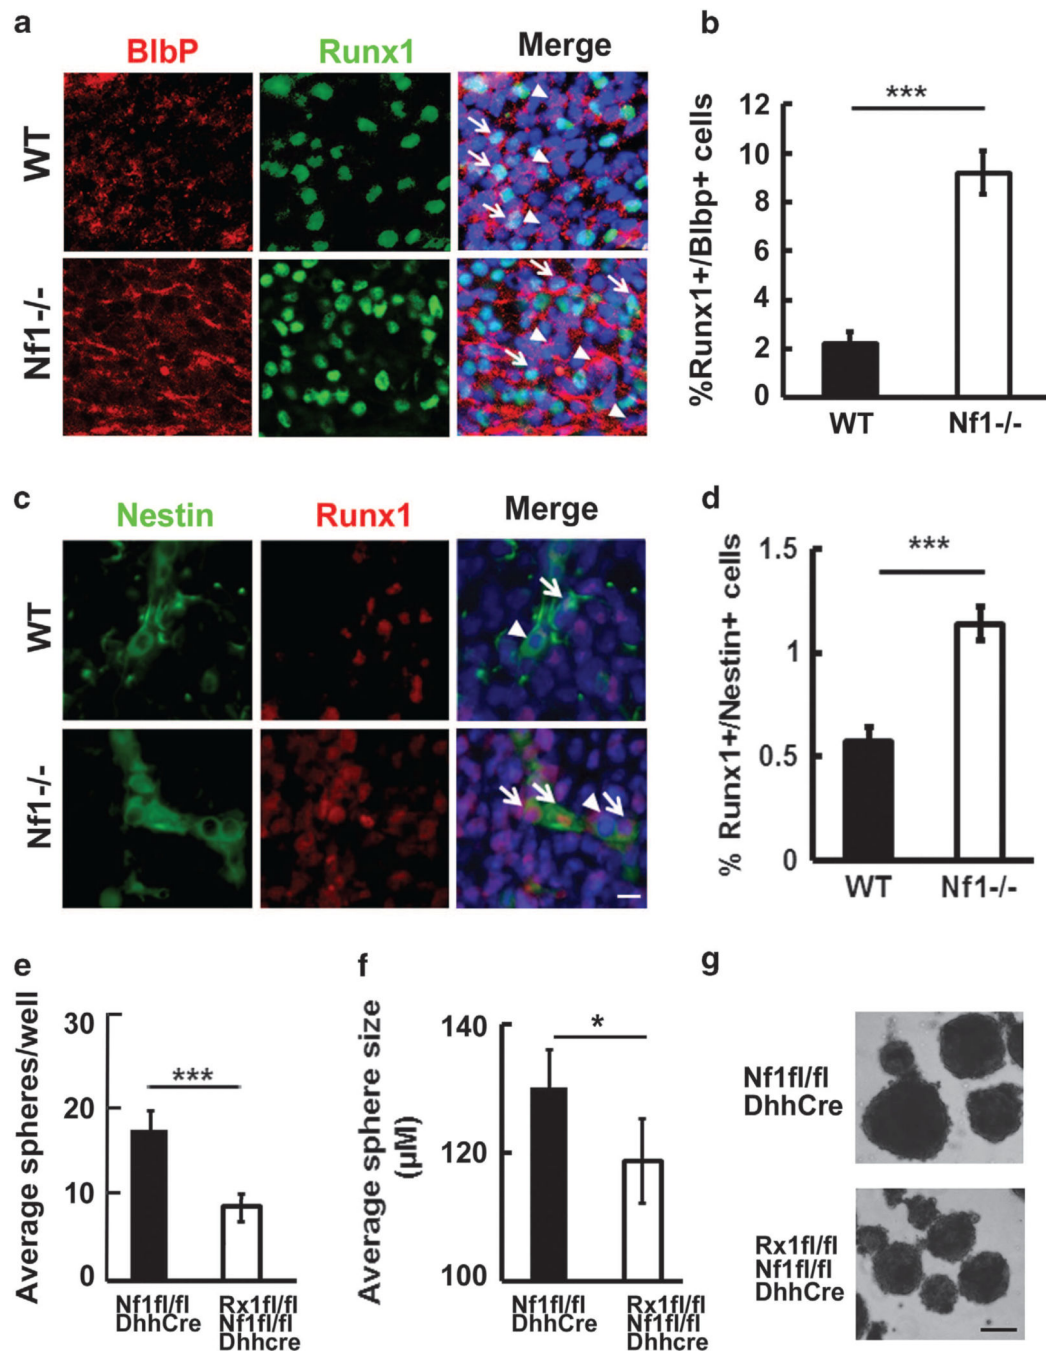 a
BlbP Runx1 Merge
WT
Nf1-/-
b
%Runx1+/Blbp+ cells
12
10
8
6
4
2
0
***
WT Nf1-/-
c
Nestin Runx1 Merge
WT
Nf1-/-
d
% Runx1+/Nestin+ cells
1.5
1
0.5
0
***
WT Nf1-/-
e
Average spheres/well
30
20
10
0
***
Nf1fl/fl
DhhCre
Rx1fl/fl
Nf1fl/fl
Dhhcre
f
Average sphere size
(µM)
140
120
100
*
Nf1fl/fl
DhhCre
Rx1fl/fl
Nf1fl/fl
Dhhcre
g
Nf1fl/fl
DhhCre
Rx1fl/fl
Nf1fl/fl
DhhCre